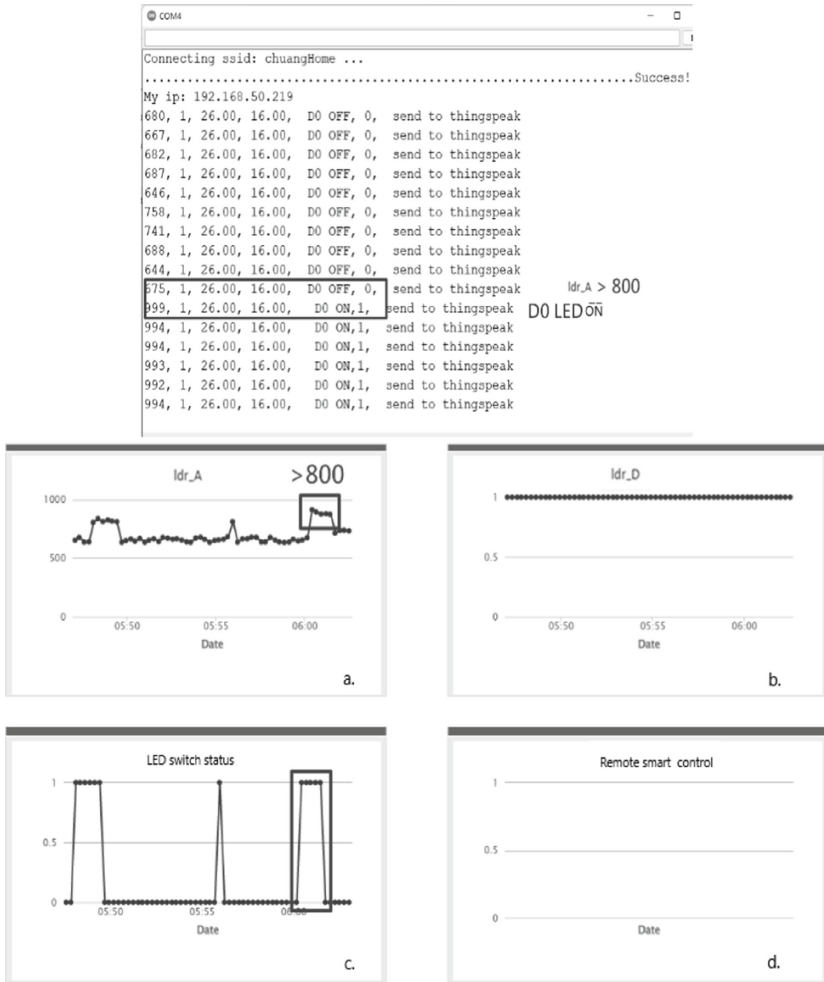 COM4
Connecting ssid: chuangHome ...
....................................................................Success!
My ip: 192.168.50.219
680, 1, 26.00, 16.00, D0 OFF, 0, send to thingspeak
667, 1, 26.00, 16.00, D0 OFF, 0, send to thingspeak
682, 1, 26.00, 16.00, D0 OFF, 0, send to thingspeak
687, 1, 26.00, 16.00, D0 OFF, 0, send to thingspeak
646, 1, 26.00, 16.00, D0 OFF, 0, send to thingspeak
758, 1, 26.00, 16.00, D0 OFF, 0, send to thingspeak
741, 1, 26.00, 16.00, D0 OFF, 0, send to thingspeak
688, 1, 26.00, 16.00, D0 OFF, 0, send to thingspeak
644, 1, 26.00, 16.00, D0 OFF, 0, send to thingspeak
675, 1, 26.00, 16.00, D0 OFF, 0, send to thingspeak
ldr_A > 800
999, 1, 26.00, 16.00, D0 ON,1, send to thingspeak
D0 LED ON
994, 1, 26.00, 16.00, D0 ON,1, send to thingspeak
994, 1, 26.00, 16.00, D0 ON,1, send to thingspeak
993, 1, 26.00, 16.00, D0 ON,1, send to thingspeak
992, 1, 26.00, 16.00, D0 ON,1, send to thingspeak
994, 1, 26.00, 16.00, D0 ON,1, send to thingspeak
ldr_A >800
1000
500
0
05:50 05:55 06:00
Date
a.
ldr_D
1
0.5
0
05:50 05:55 06:00
Date
b.
LED switch status
1
0.5
0
05:50 05:55 06:00
Date
c.
Remote smart control
1
0.5
0
Date
d.